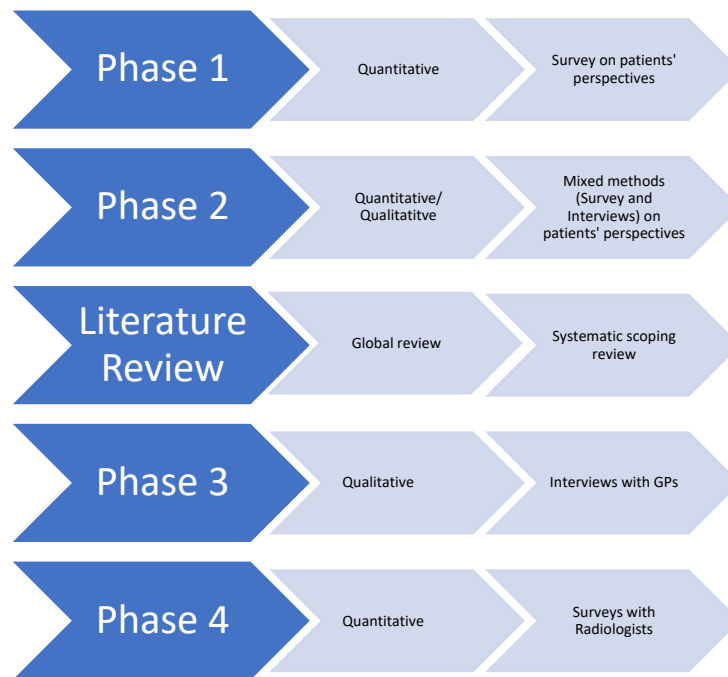 Phase 1
Quantitative
Survey on patients'
perspectives
Phase 2
Quantitative/
Qualitatitve
Mixed methods
(Survey and
Interviews) on
patients' perspectives
Literature
Review
Global review
Systematic scoping
review
Phase 3
Qualitative
Interviews with GPs
Phase 4
Quantitative
Surveys with
Radiologists